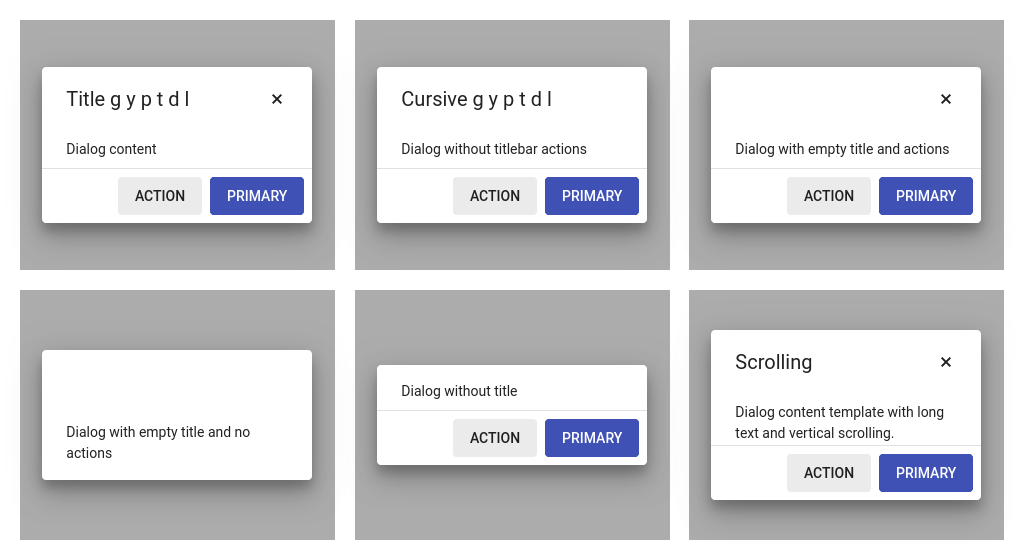 Title g y p t d l
Dialog content
ACTION PRIMARY
Cursive g y p t d l
Dialog without titlebar actions
ACTION PRIMARY
Dialog with empty title and actions
ACTION PRIMARY
Dialog with empty title and no
actions
Dialog without title
ACTION PRIMARY
Scrolling
Dialog content template with long
text and vertical scrolling.
ACTION PRIMARY